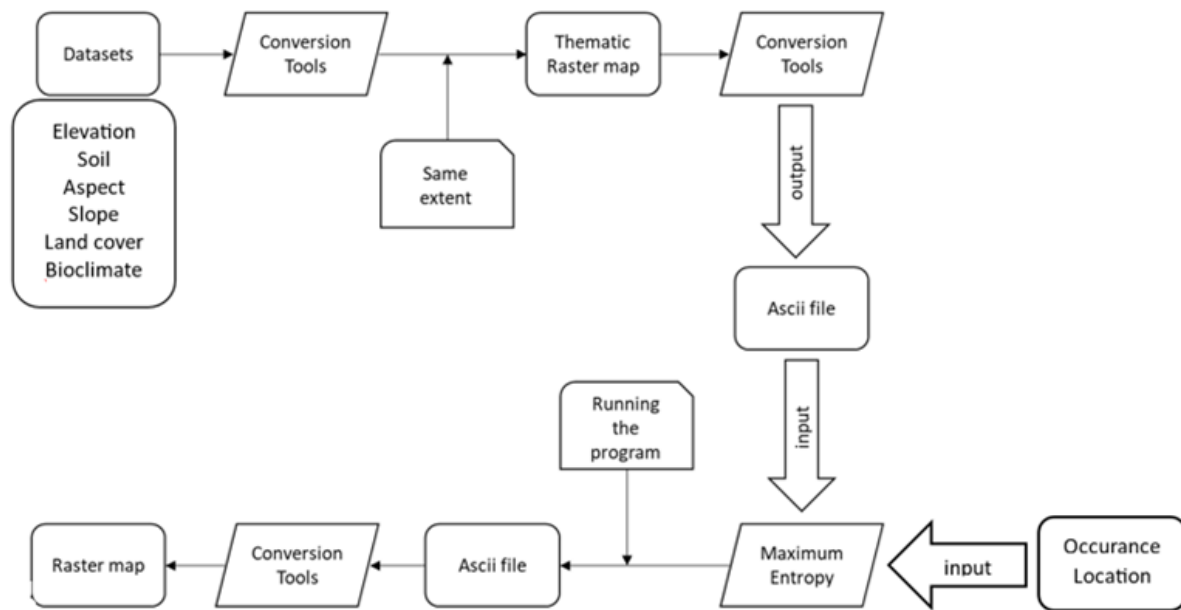 Datasets
Conversion
Tools
Thematic
Raster map
Conversion
Tools
Elevation
Soil
Aspect
Slope
Land cover
Bioclimate
Same
extent
output
Ascii file
input
Running
the
program
Raster map
Conversion
Tools
Ascii file
Maximum
Entropy
input
Occurance
Location